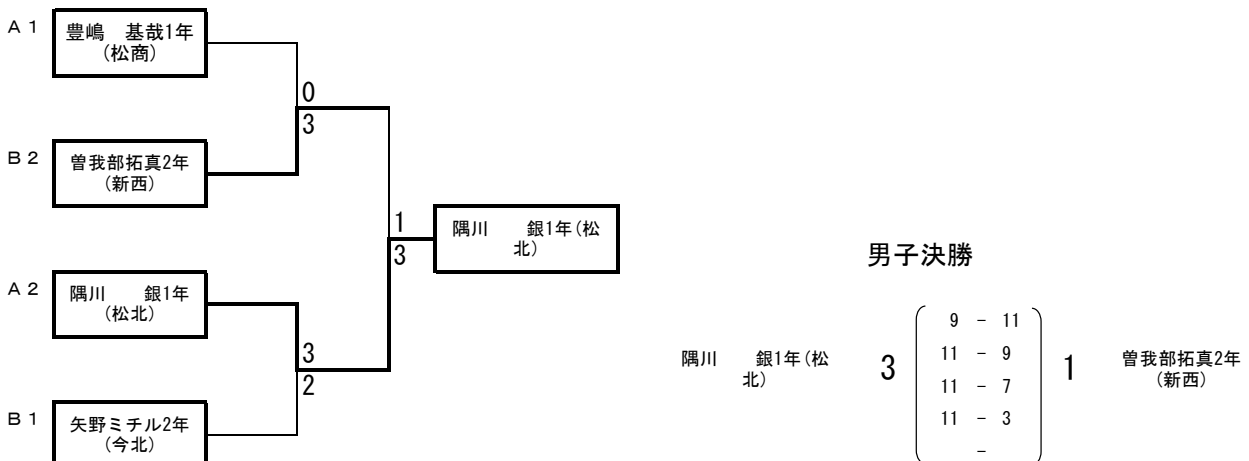 A1
豊嶋　基哉1年
(松商)
0
3
B2
曽我部拓真2年
(新西)
1
3
隅川　　銀1年(松
北)
A2
隅川　　銀1年
(松北)
3
2
B1
矢野ミチル2年
(今北)
男子決勝
隅川　　銀1年(松
北)
3
9 － 11
11 － 9
11 － 7
11 － 3
－
1
曽我部拓真2年
(新西)